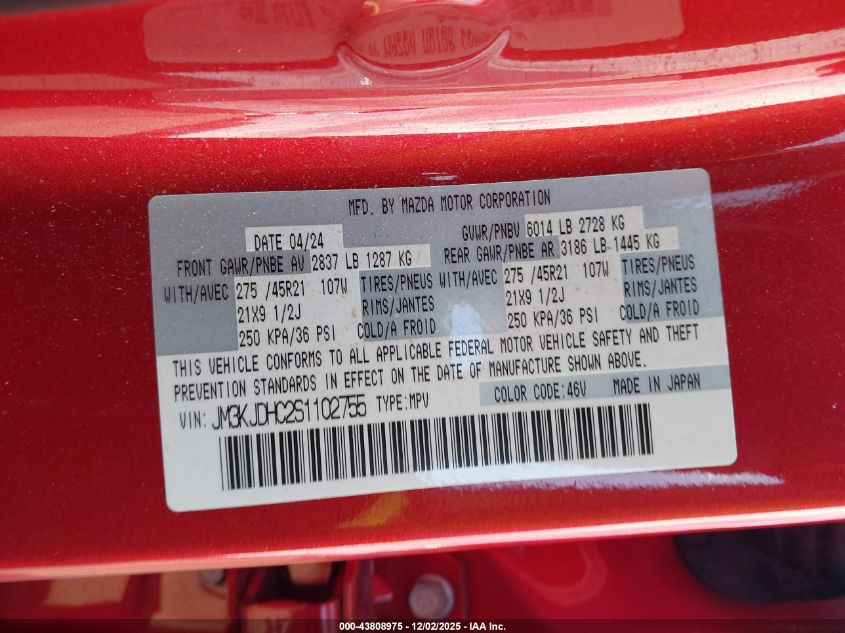 MFD. BY MAZDA MOTOR CORPORATION
DATE 04/24 GVWR/PNBV 6014 LB 2728 KG
FRONT GAWR/PNBE AV 2837 LB 1287 KG REAR GAWR/PNBE AR 3186 LB 1445 KG
WITH/AVEC 275 /45R21 107W TIRES/PNEUS WITH/AVEC 275 /45R21 107W TIRES/PNEUS
21X9 1/2J RIMS/JANTES 21X9 1/2J RIMS/JANTES
250 KPA/36 PSI COLD/A FROID 250 KPA/36 PSI COLD/A FROID
THIS VEHICLE CONFORMS TO ALL APPLICABLE FEDERAL MOTOR VEHICLE SAFETY AND THEFT
PREVENTION STANDARDS IN EFFECT ON THE DATE OF MANUFACTURE SHOWN ABOVE.
VIN: JM3KJDHC2S1102755 TYPE:MPV COLOR CODE:46V MADE IN JAPAN
000-43808975 - 12/02/2025 - IAA Inc.